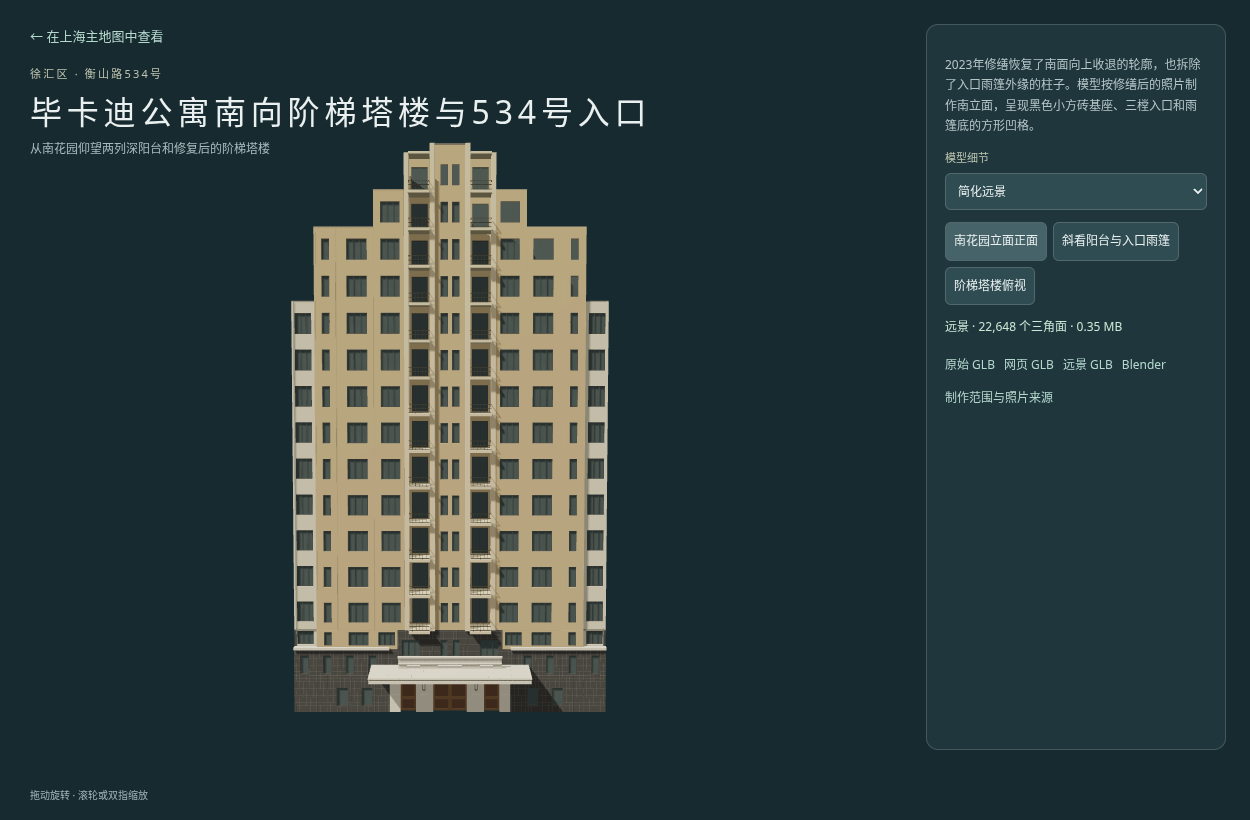 ← 在上海主地图中查看
徐汇区 · 衡山路534号
毕卡迪公寓南向阶梯塔楼与534号入口
从南花园仰望两列深阳台和修复后的阶梯塔楼
2023年修缮恢复了南面向上收退的轮廓，也拆除
了入口雨篷外缘的柱子。模型按修缮后的照片制
作南立面，呈现黑色小方砖基座、三樘入口和雨
篷底的方形凹格。
模型细节
简化远景
南花园立面正面
斜看阳台与入口雨篷
阶梯塔楼俯视
远景 · 22,648 个三角面 · 0.35 MB
原始 GLB 网页 GLB 远景 GLB Blender
制作范围与照片来源
拖动旋转 · 滚轮或双指缩放